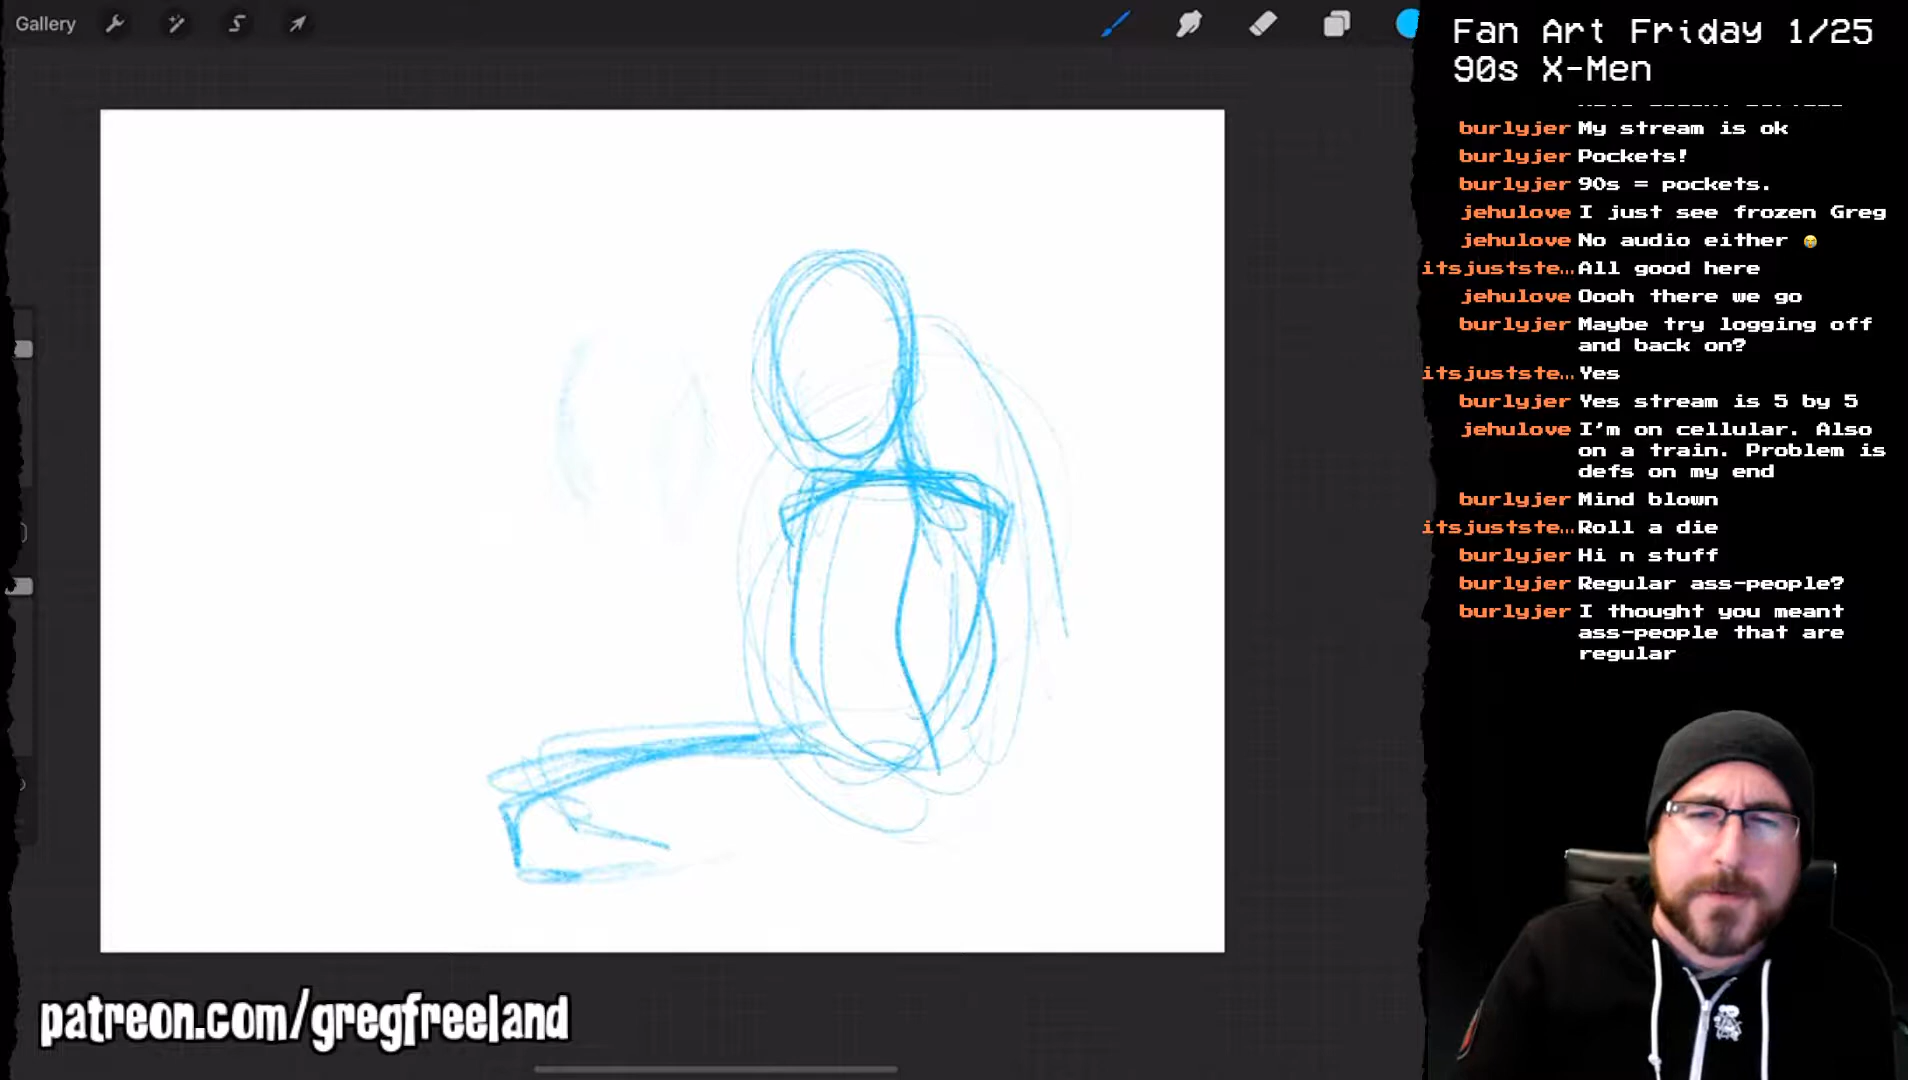 Gallery
Fan Art Friday 1/25
90s X-Men
burlyjer My stream is ok
burlyjer Pockets!
burlyjer 90s = pockets.
jehulove I just see frozen Greg
jehulove No audio either 😭
itsjustste… All good here
jehulove Oooh there we go
burlyjer Maybe try logging off
and back on?
itsjustste… Yes
burlyjer Yes stream is 5 by 5
jehulove I'm on cellular. Also
on a train. Problem is
defs on my end
burlyjer Mind blown
itsjustste… Roll a die
burlyjer Hi n stuff
burlyjer Regular ass-people?
burlyjer I thought you meant
ass-people that are
regular
patreon.com/gregfreeland